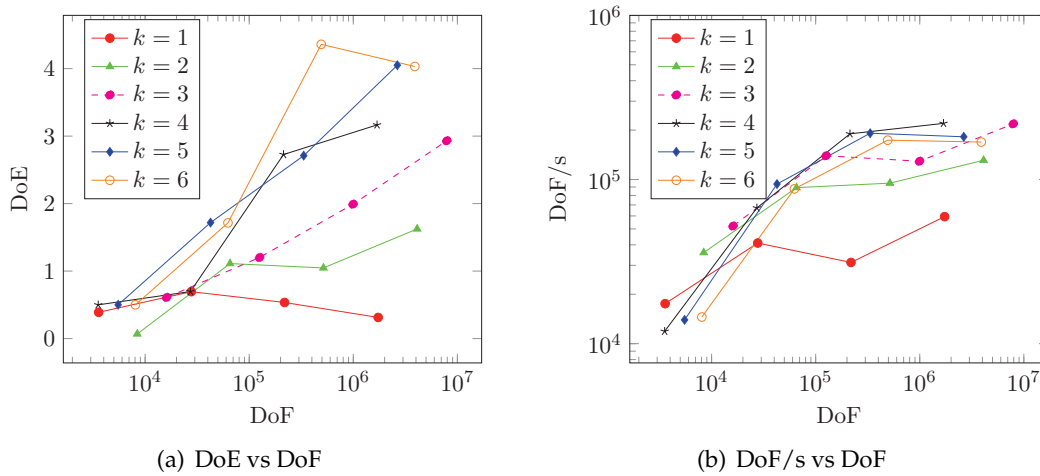 k = 1
k = 2
k = 3
k = 4
k = 5
k = 6
4
3
2
1
0
DoE
10^4
10^5
10^6
10^7
DoF
(a) DoE vs DoF
k = 1
k = 2
k = 3
k = 4
k = 5
k = 6
10^6
10^5
10^4
DoF/s
10^4
10^5
10^6
10^7
DoF
(b) DoF/s vs DoF